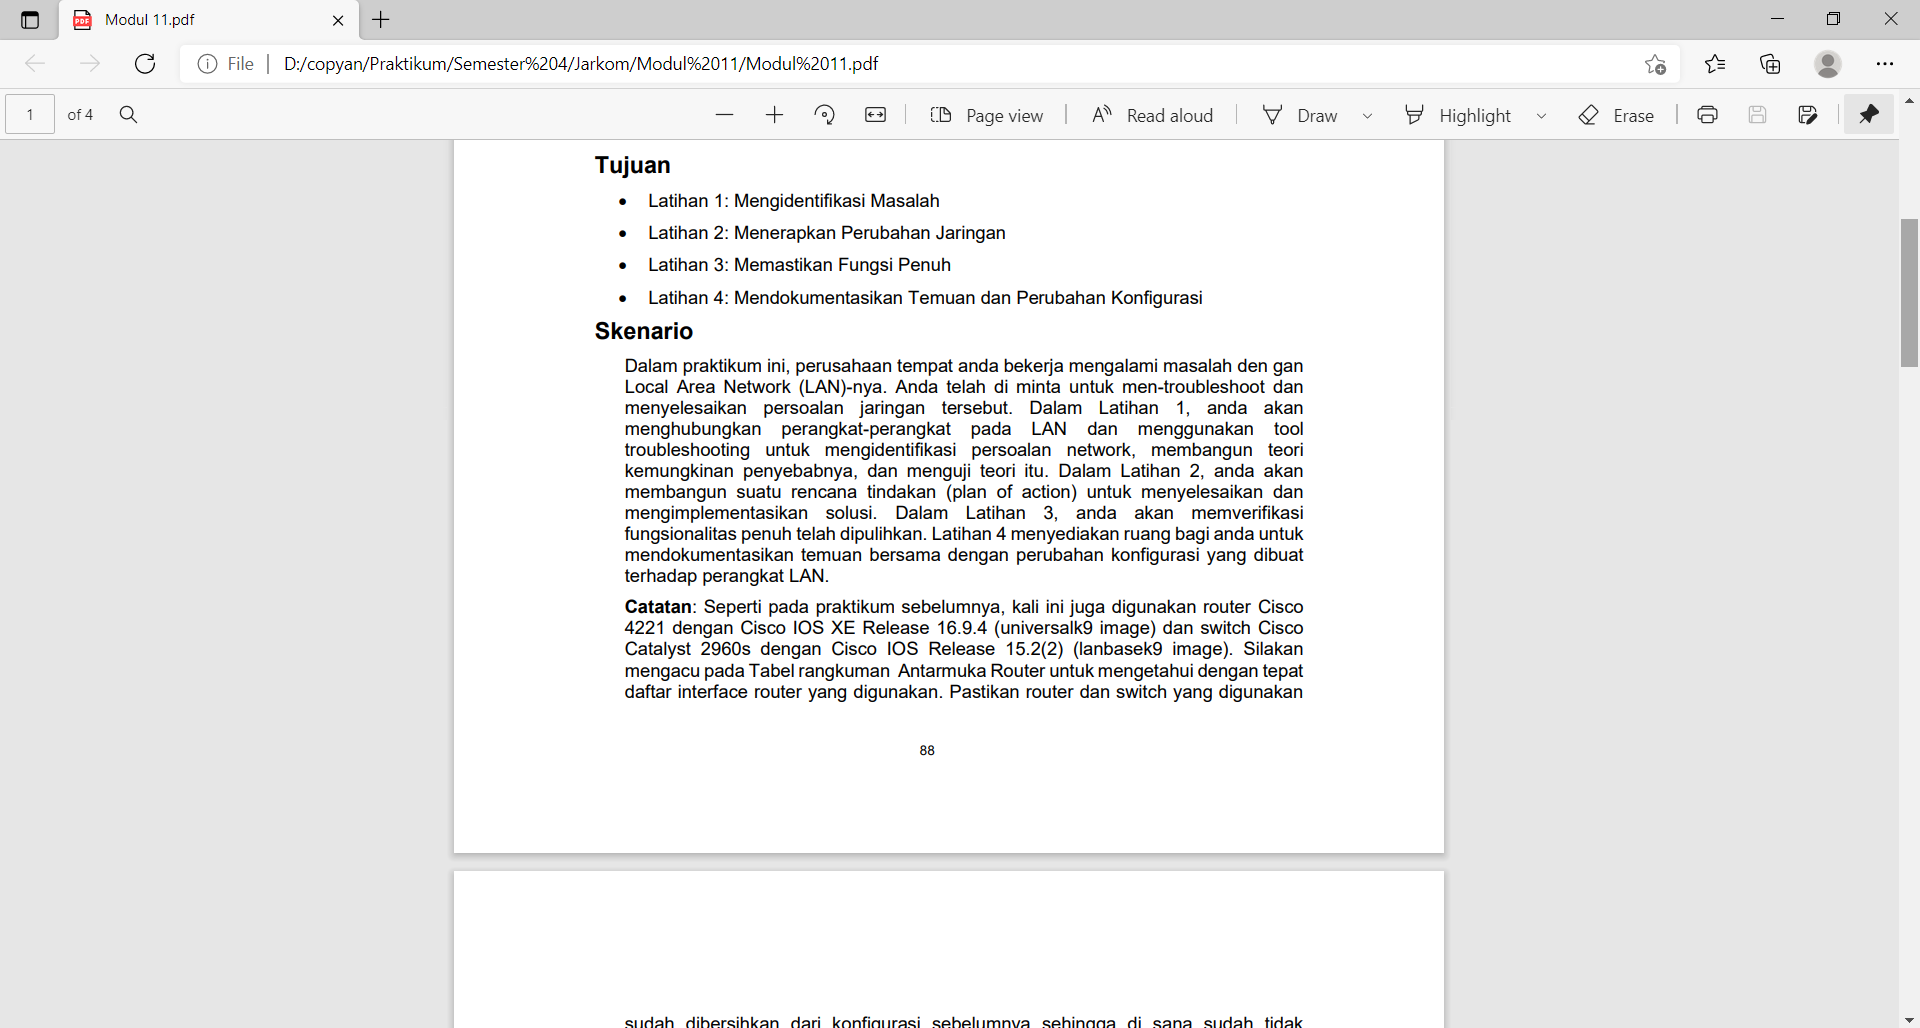 Modul 11.pdf
File
D:/copyan/Praktikum/Semester%204/Jarkom/Modul%2011/Modul%2011.pdf
1 of 4
Page view
Read aloud
Draw
Highlight
Erase
Tujuan
• Latihan 1: Mengidentifikasi Masalah
• Latihan 2: Menerapkan Perubahan Jaringan
• Latihan 3: Memastikan Fungsi Penuh
• Latihan 4: Mendokumentasikan Temuan dan Perubahan Konfigurasi
Skenario
Dalam praktikum ini, perusahaan tempat anda bekerja mengalami masalah den gan
Local Area Network (LAN)-nya. Anda telah di minta untuk men-troubleshoot dan
menyelesaikan persoalan jaringan tersebut. Dalam Latihan 1, anda akan
menghubungkan perangkat-perangkat pada LAN dan menggunakan tool
troubleshooting untuk mengidentifikasi persoalan network, membangun teori
kemungkinan penyebabnya, dan menguji teori itu. Dalam Latihan 2, anda akan
membangun suatu rencana tindakan (plan of action) untuk menyelesaikan dan
mengimplementasikan solusi. Dalam Latihan 3, anda akan memverifikasi
fungsionalitas penuh telah dipulihkan. Latihan 4 menyediakan ruang bagi anda untuk
mendokumentasikan temuan bersama dengan perubahan konfigurasi yang dibuat
terhadap perangkat LAN.
Catatan: Seperti pada praktikum sebelumnya, kali ini juga digunakan router Cisco
4221 dengan Cisco IOS XE Release 16.9.4 (universalk9 image) dan switch Cisco
Catalyst 2960s dengan Cisco IOS Release 15.2(2) (lanbasek9 image). Silakan
mengacu pada Tabel rangkuman Antarmuka Router untuk mengetahui dengan tepat
daftar interface router yang digunakan. Pastikan router dan switch yang digunakan
88
sudah dibersihkan dari konfigurasi sebelumnya sehingga di sana sudah tidak